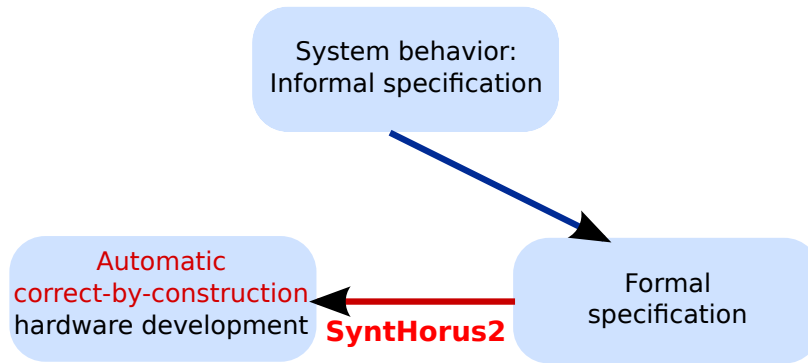 System behavior:
Informal specification
Automatic
correct-by-construction
hardware development
SyntHorus2
Formal
specification